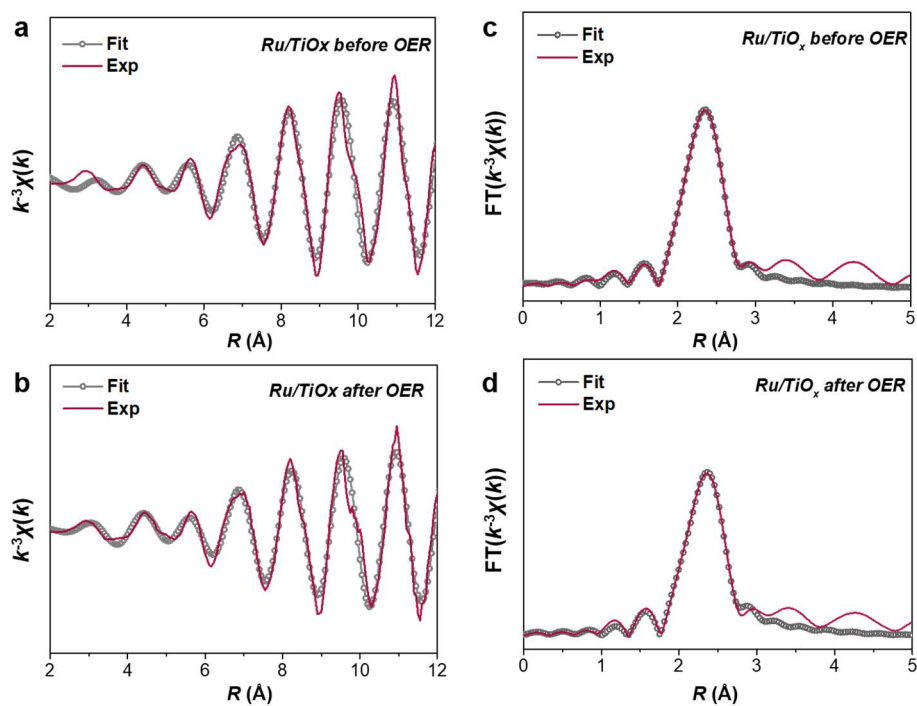 a
Fit
Exp
Ru/TiOx before OER
k⁻³χ(k)
2 4 6 8 10 12
R (Å)
c
Fit
Exp
Ru/TiOₓ before OER
FT(k⁻³χ(k))
0 1 2 3 4 5
R (Å)
b
Fit
Exp
Ru/TiOx after OER
k⁻³χ(k)
2 4 6 8 10 12
R (Å)
d
Fit
Exp
Ru/TiOₓ after OER
FT(k⁻³χ(k))
0 1 2 3 4 5
R (Å)